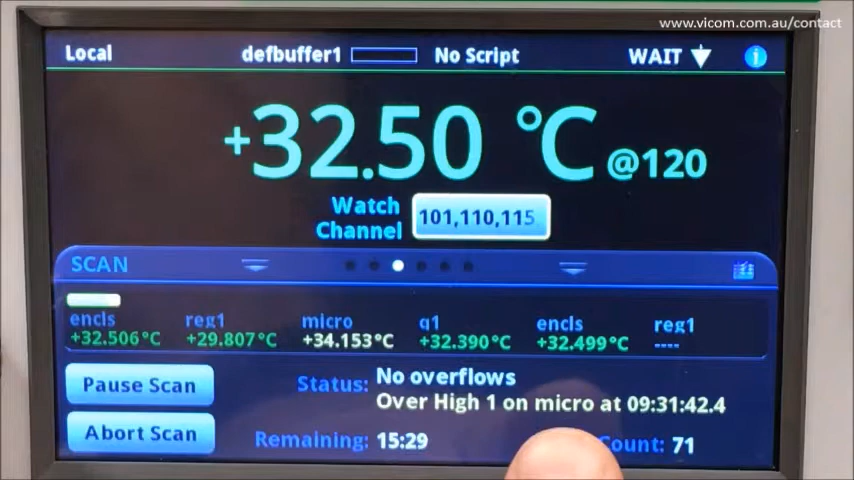 www.vicom.com.au/contact
Local defbuffer1 No Script WAIT i
+32.50 °C @120
Watch Channel 101,110,115
SCAN
encls reg1 micro q1 encls reg1
+32.506°C +29.807°C +34.153°C +32.390°C +32.499°C ----
Pause Scan Status: No overflows
Over High 1 on micro at 09:31:42.4
Abort Scan Remaining: 15:29 Count: 71